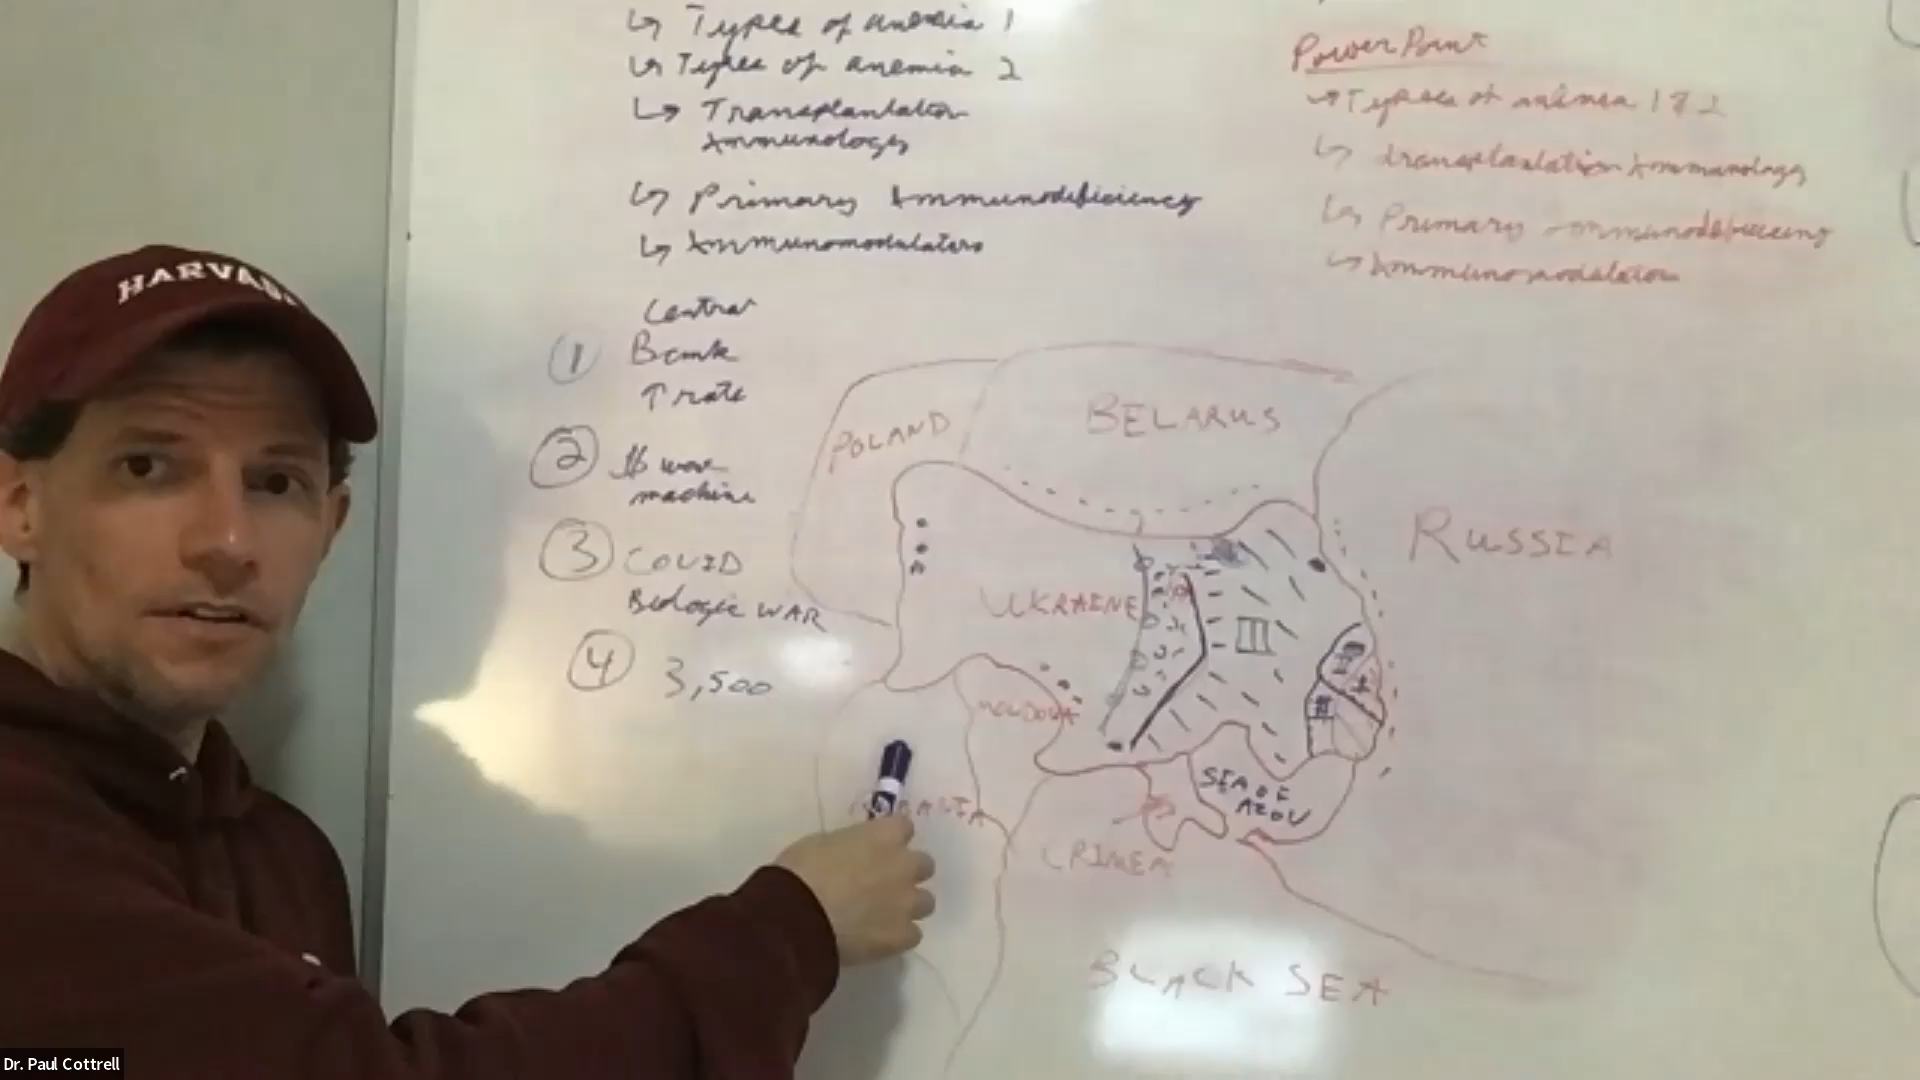 ↳ Types of anemia 1
↳ Types of anemia 2
↳ Transplantation
Immunology
↳ Primary Immunodeficiency
↳ Immunomodulators
PowerPoint
↳ Types of anemia 1 & 2
↳ Transplantation Immunology
↳ Primary Immunodeficiency
↳ Immunomodulators
HARVA
Central
① Bank
↑ rate
② $ war
machine
③ COVID
Biologic WAR
④ 3,500
POLAND
BELARUS
RUSSIA
UKRAINE
MOLDOVA
SEA OF
AZOV
CRIMEA
BLACK SEA
Dr. Paul Cottrell